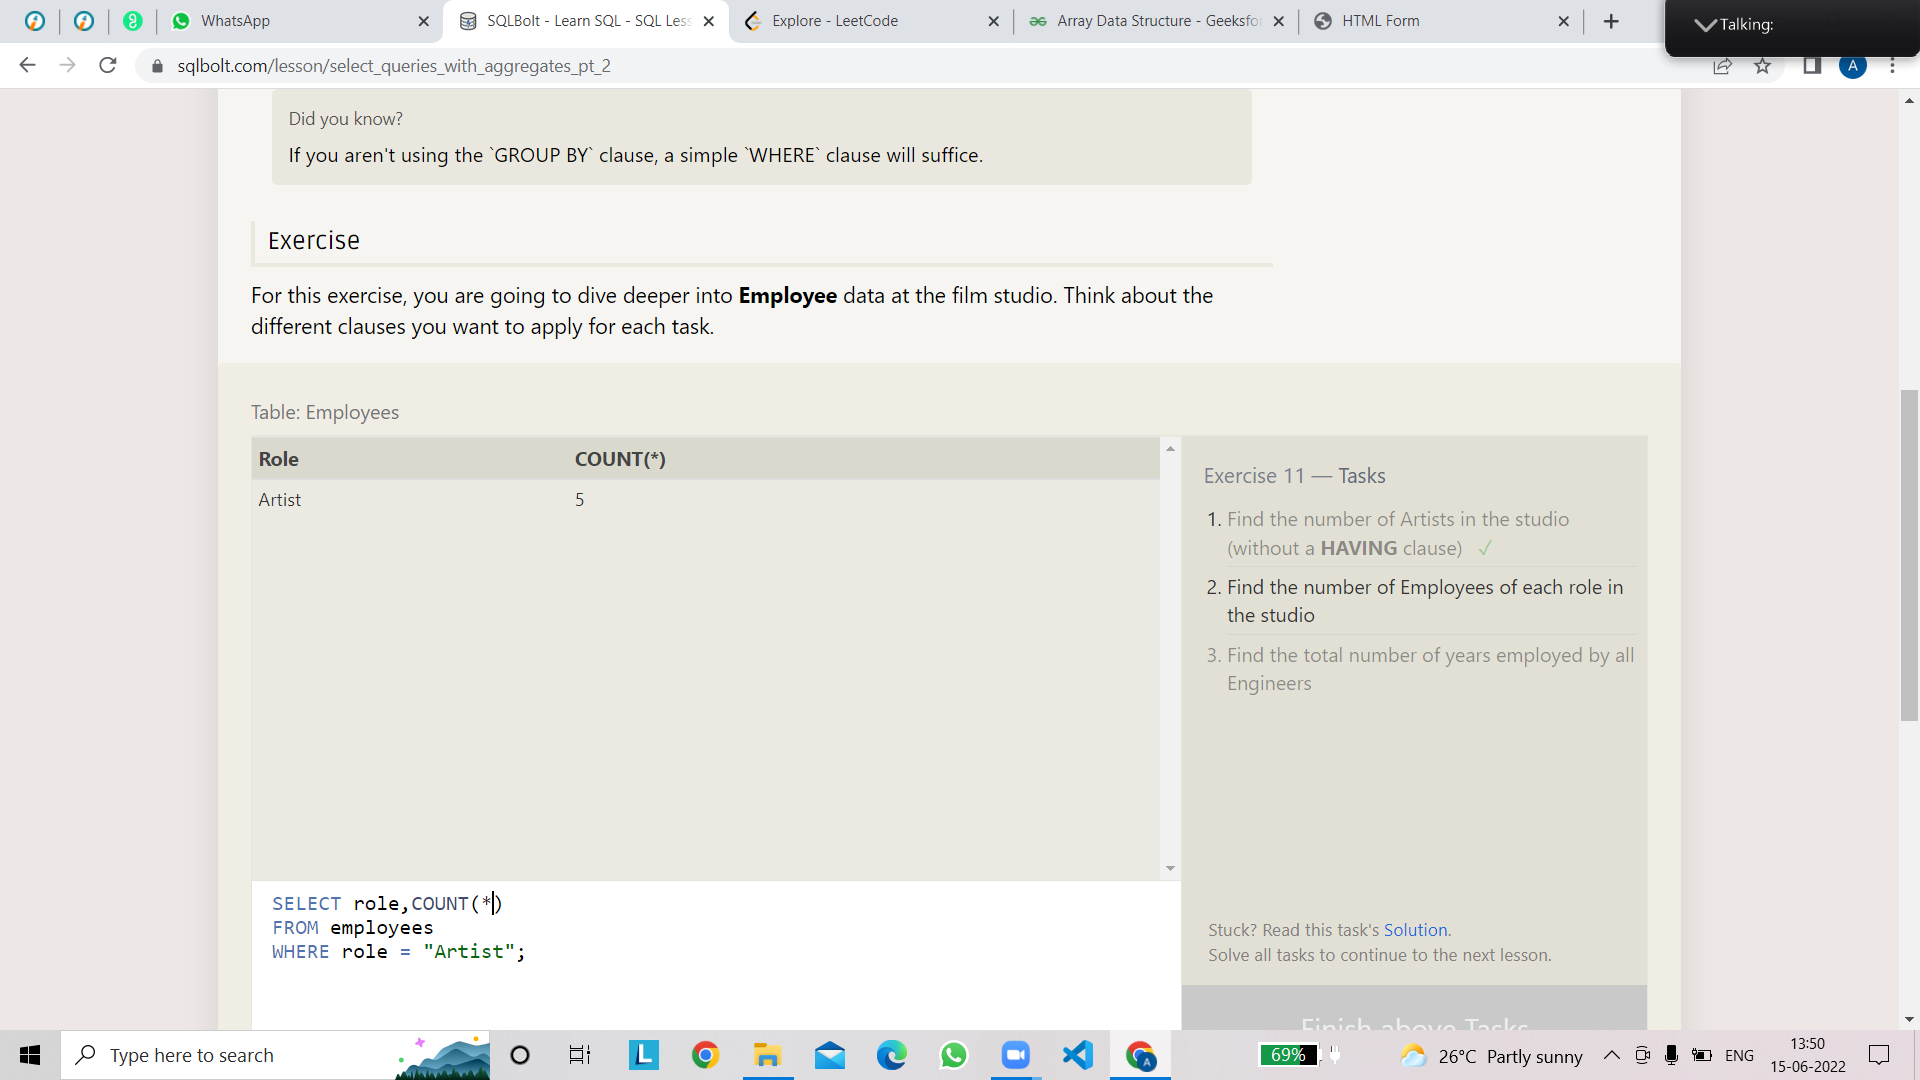 WhatsApp
SQLBolt - Learn SQL - SQL Less
Explore - LeetCode
Array Data Structure - Geeksfor
HTML Form
Talking:
sqlbolt.com/lesson/select_queries_with_aggregates_pt_2
A
Did you know?
If you aren't using the `GROUP BY` clause, a simple `WHERE` clause will suffice.
Exercise
For this exercise, you are going to dive deeper into Employee data at the film studio. Think about the
different clauses you want to apply for each task.
Table: Employees
Role COUNT(*)
Artist 5
Exercise 11 — Tasks
1. Find the number of Artists in the studio
(without a HAVING clause) ✓
2. Find the number of Employees of each role in
the studio
3. Find the total number of years employed by all
Engineers
SELECT role,COUNT(*)
FROM employees
WHERE role = "Artist";
Stuck? Read this task's Solution.
Solve all tasks to continue to the next lesson.
Finish above Tasks
Type here to search
L
A
69%
26°C Partly sunny
ENG
13:50
15-06-2022